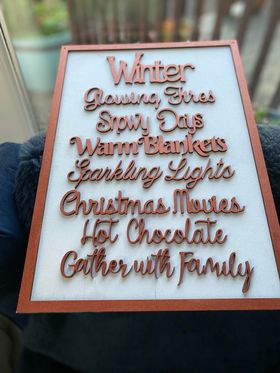 Winter
Glowing Fires
Snowy Days
Warm Blankets
Sparkling Lights
Christmas Movies
Hot Chocolate
Gather with Family